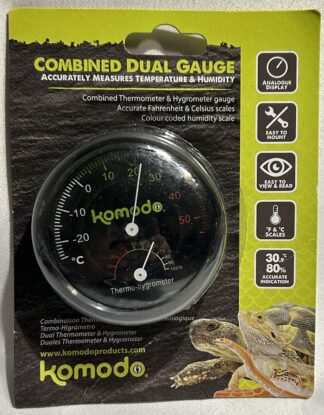 COMBINED DUAL GAUGE
ACCURATELY MEASURES TEMPERATURE & HUMIDITY
Combined Thermometer & Hygrometer gauge
Accurate Fahrenheit & Celsius scales
Colour coded humidity scale
ANALOGUE
DISPLAY
EASY TO
MOUNT
EASY TO
VIEW & READ
°F & °C
SCALES
30.9°C
80%
ACCURATE
INDICATION
-20
-10
0
10
20
30
40
50
°C
komodo
Thermo-hygrometer
Combinaison
Termo-Higrómetro
Dual Thermometer & Hygrometer
Duales Thermometer & Hygrometer
www.komodoproducts.com
komodo